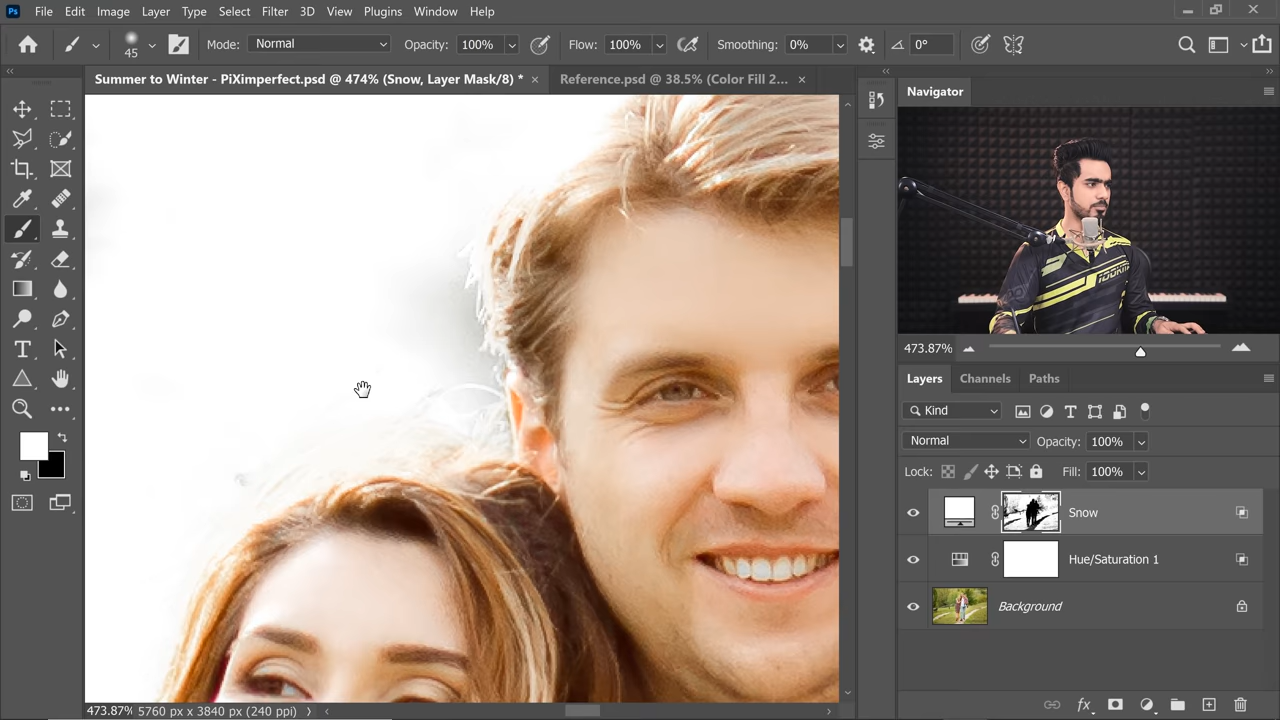 Ps File Edit Image Layer Type Select Filter 3D View Plugins Window Help
45 Mode: Normal Opacity: 100% Flow: 100% Smoothing: 0% 0°
Summer to Winter - PiXimperfect.psd @ 474% (Snow, Layer Mask/8) * × Reference.psd @ 38.5% (Color Fill 2... ×
Navigator
473.87%
Layers Channels Paths
Kind
Normal Opacity: 100%
Lock: Fill: 100%
Snow
Hue/Saturation 1
Background
473.87% 5760 px x 3840 px (240 ppi)